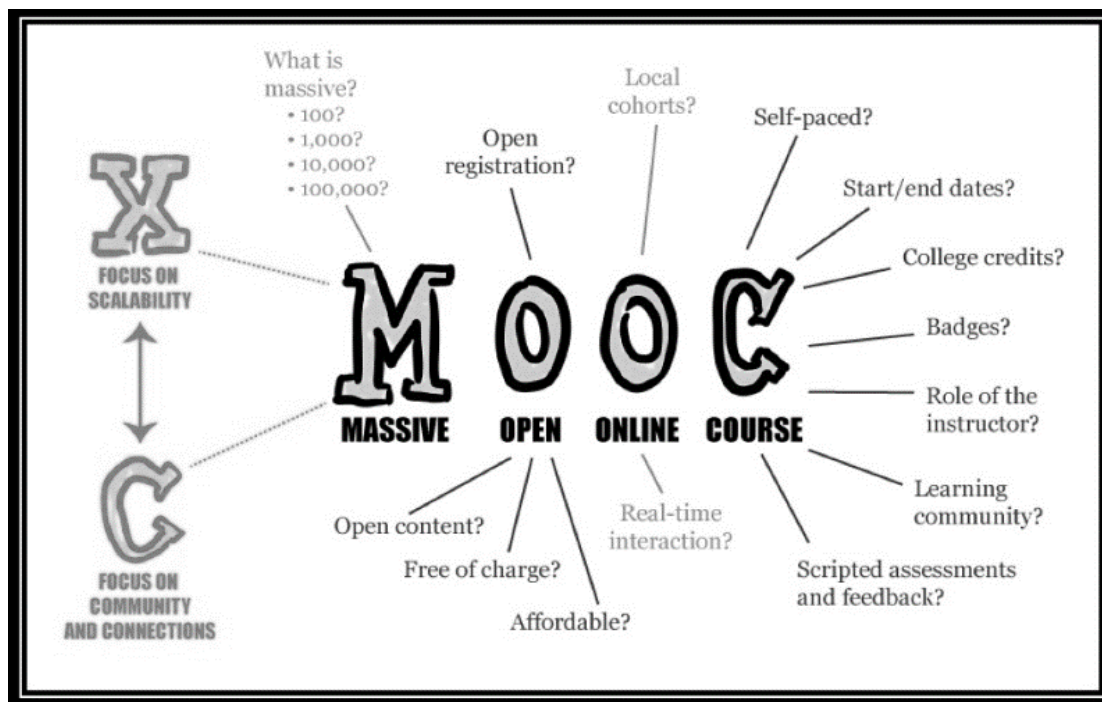 What is
massive?
• 100?
• 1,000?
• 10,000?
• 100,000?
Open
registration?
Local
cohorts?
Self-paced?
Start/end dates?
College credits?
Badges?
Role of the
instructor?
Learning
community?
Scripted assessments
and feedback?
X
FOCUS ON
SCALABILITY
C
FOCUS ON
COMMUNITY
AND CONNECTIONS
MOOC
MASSIVE OPEN ONLINE COURSE
Open content?
Free of charge?
Affordable?
Real-time
interaction?